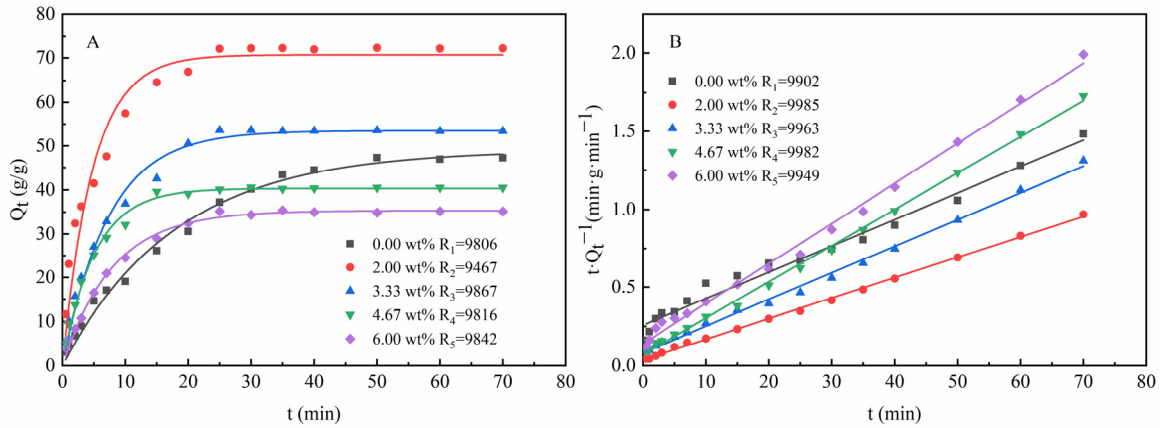 A
80
70
60
50
40
30
20
10
0
Qt (g/g)
0.00 wt% R1=9806
2.00 wt% R2=9467
3.33 wt% R3=9867
4.67 wt% R4=9816
6.00 wt% R5=9842
0 10 20 30 40 50 60 70 80
t (min)
B
2.0
1.5
1.0
0.5
0.0
t·Qt−1(min·g·min−1)
0.00 wt% R1=9902
2.00 wt% R2=9985
3.33 wt% R3=9963
4.67 wt% R4=9982
6.00 wt% R5=9949
0 10 20 30 40 50 60 70 80
t (min)